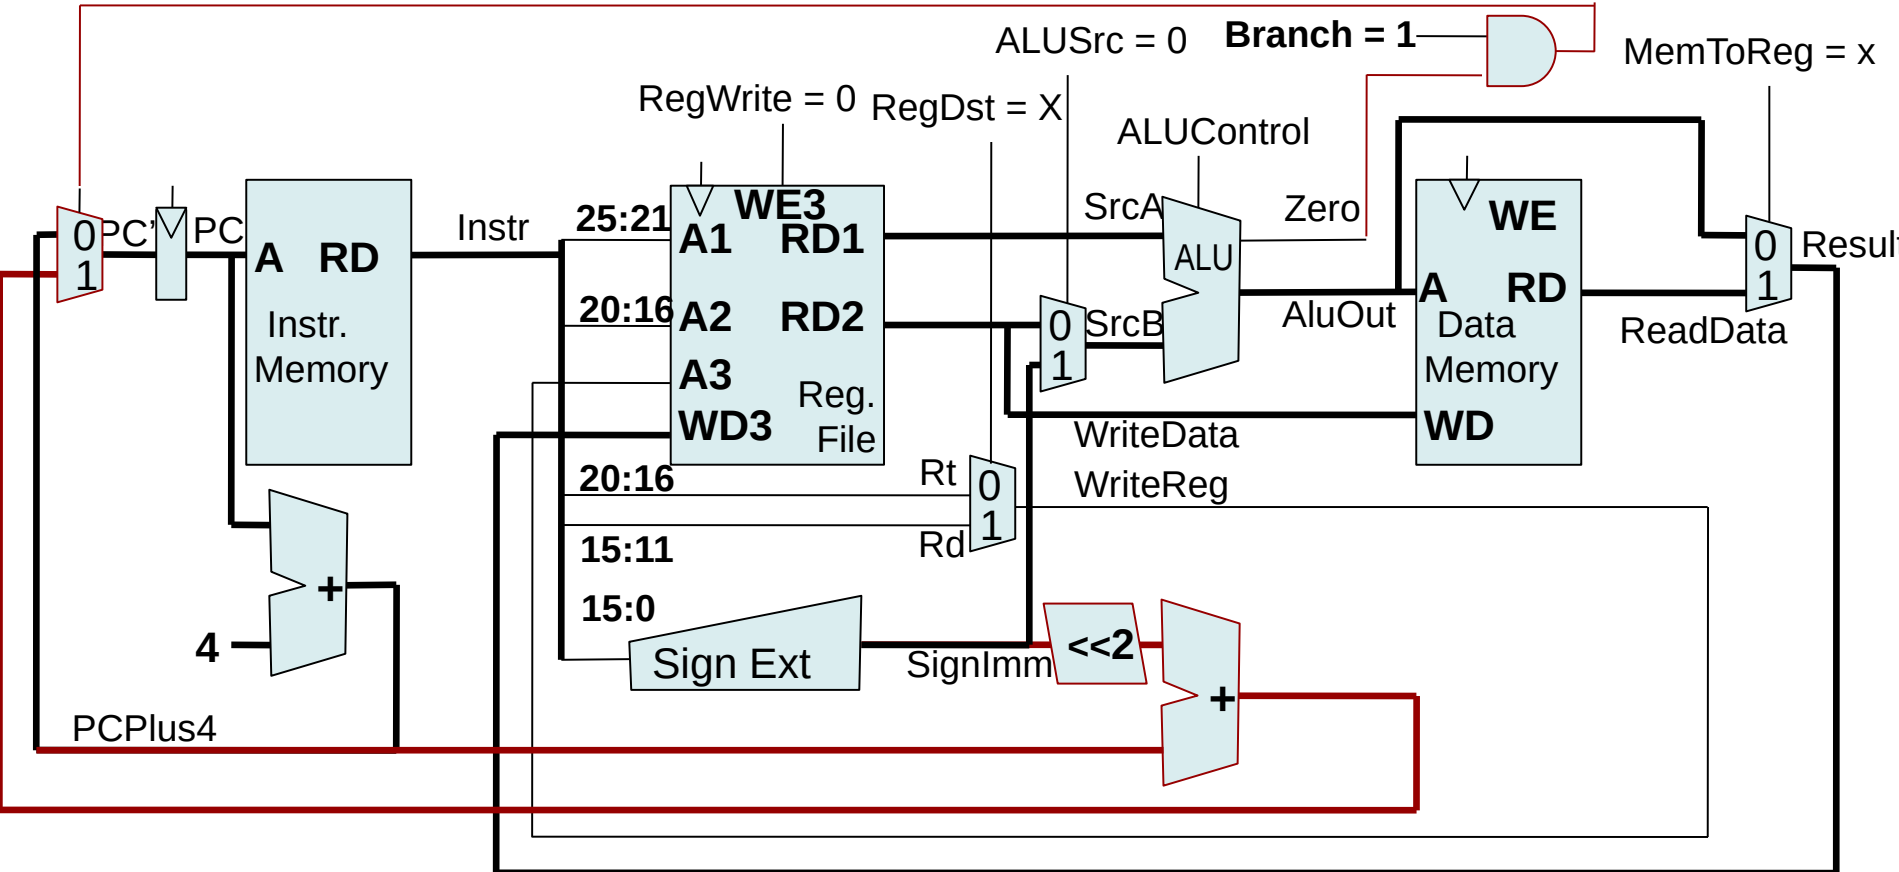 ALUSrc = 0
Branch = 1
MemToReg = x
RegWrite = 0
RegDst = X
ALUControl
0
1
PC'
PC
A RD
Instr.
Memory
Instr
25:21
20:16
WE3
A1 RD1
A2 RD2
A3
WD3
Reg.
File
0
1
SrcA
SrcB
ALU
Zero
AluOut
WE
A RD
Data
Memory
WD
ReadData
0
1
Result
WriteData
WriteReg
20:16
Rt
0
1
Rd
15:11
15:0
Sign Ext
SignImm
<<2
+
+
4
PCPlus4